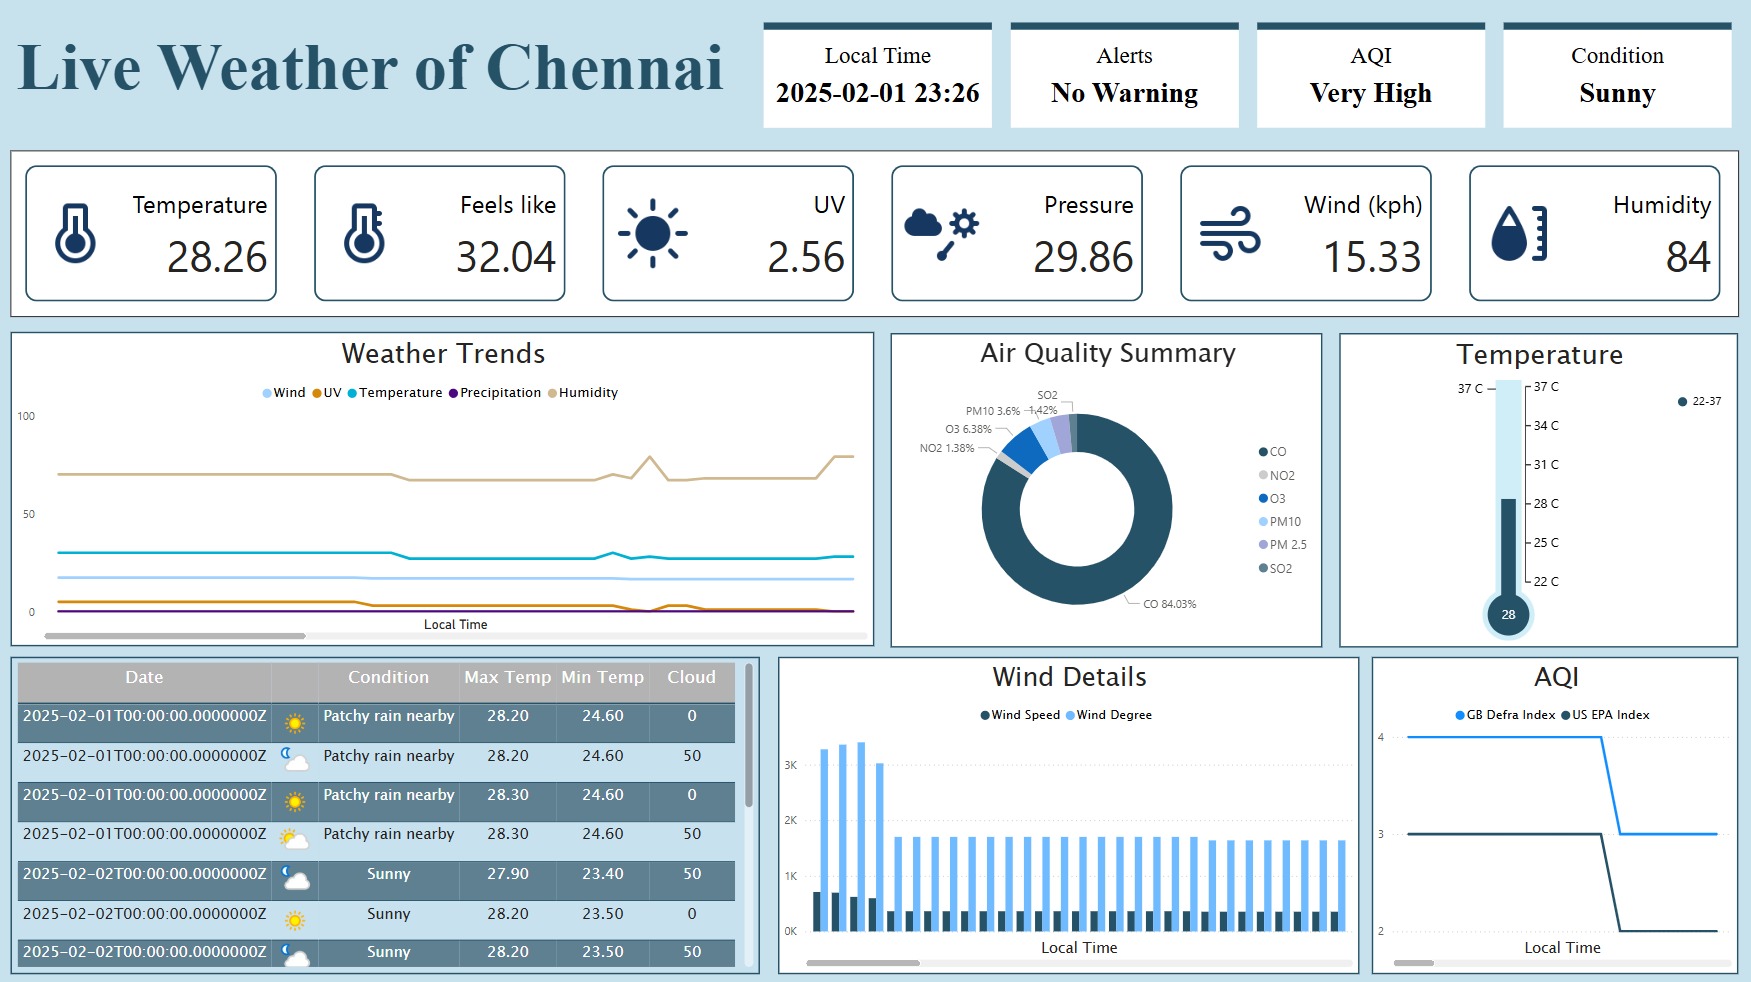 Live Weather of Chennai
Local Time
2025-02-01 23:26
Alerts
No Warning
AQI
Very High
Condition
Sunny
Temperature
28.26
Feels like
32.04
UV
2.56
Pressure
29.86
Wind (kph)
15.33
Humidity
84
Weather Trends
Wind UV Temperature Precipitation Humidity
100
50
0
Local Time
Air Quality Summary
SO2
1.42%
PM10 3.6%
O3 6.38%
NO2 1.38%
CO 84.03%
CO
NO2
O3
PM10
PM 2.5
SO2
Temperature
37 C
37 C
34 C
31 C
28 C
25 C
22 C
28
22-37
Date Condition Max Temp Min Temp Cloud
2025-02-01T00:00:00.0000000Z Patchy rain nearby 28.20 24.60 0
2025-02-01T00:00:00.0000000Z Patchy rain nearby 28.20 24.60 50
2025-02-01T00:00:00.0000000Z Patchy rain nearby 28.30 24.60 0
2025-02-01T00:00:00.0000000Z Patchy rain nearby 28.30 24.60 50
2025-02-01T00:00:00.0000000Z Sunny 27.90 23.40 50
2025-02-02T00:00:00.0000000Z Sunny 28.20 23.50 0
2025-02-02T00:00:00.0000000Z Sunny 28.20 23.50 50
Wind Details
Wind Speed Wind Degree
3K
2K
1K
0K
Local Time
AQI
GB Defra Index US EPA Index
4
3
2
Local Time